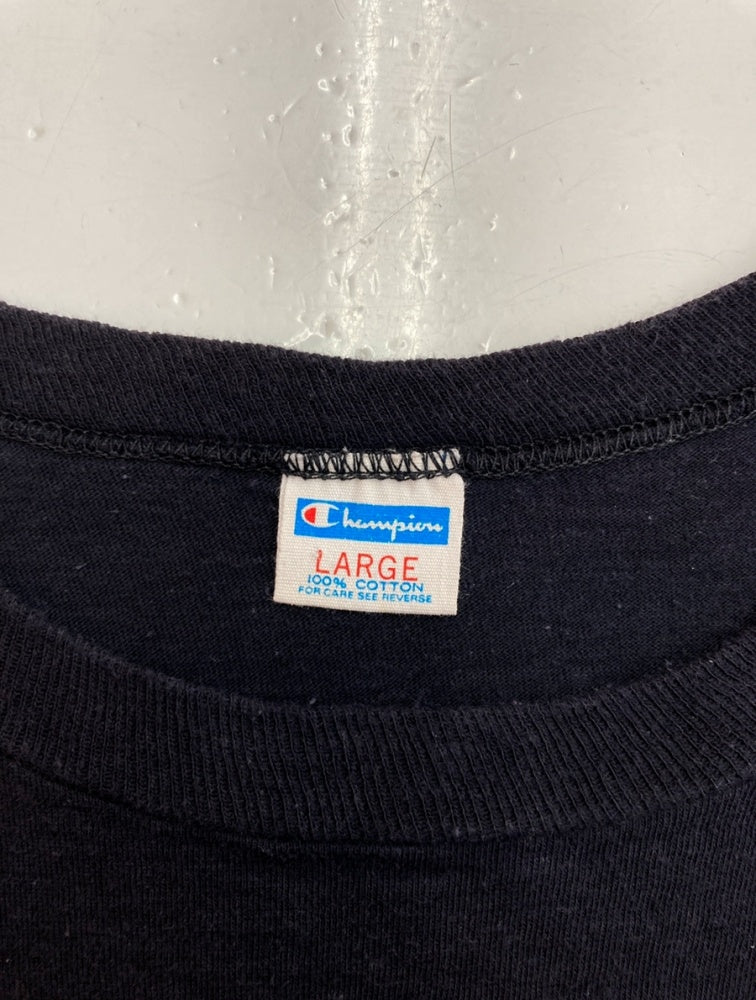 Champion
LARGE
100% COTTON
FOR CARE SEE REVERSE